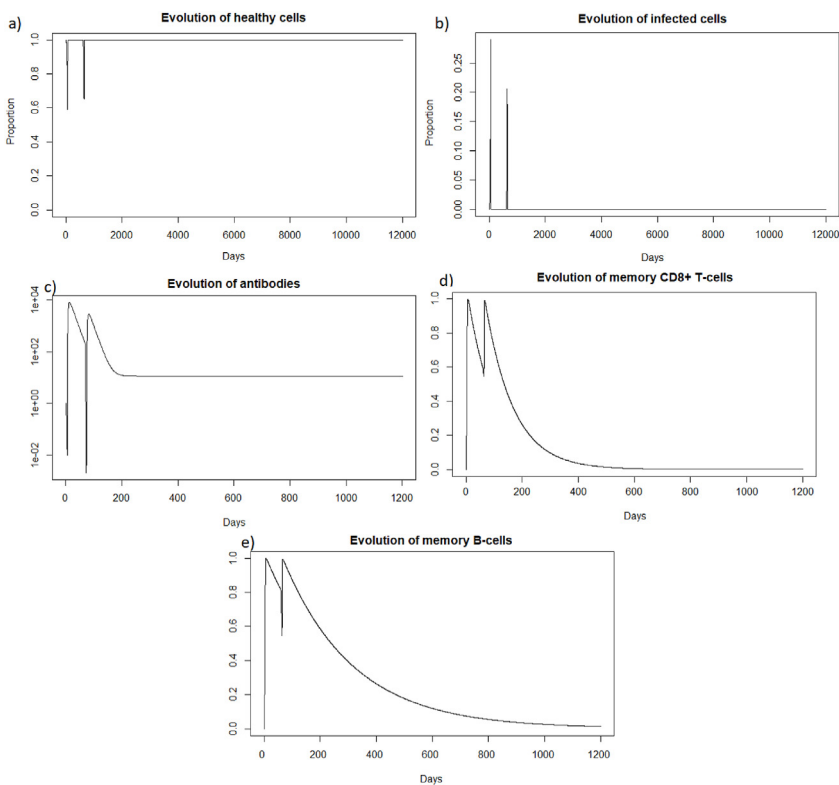 a)
Evolution of healthy cells
Proportion
0.0 0.2 0.4 0.6 0.8 1.0
0 2000 4000 6000 8000 10000 12000
Days
b)
Evolution of infected cells
Proportion
0.00 0.05 0.10 0.15 0.20 0.25
0 2000 4000 6000 8000 10000 12000
Days
c)
Evolution of antibodies
1e-02 1e+00 1e+02 1e+04
0 200 400 600 800 1000 1200
Days
d)
Evolution of memory CD8+ T-cells
0.0 0.2 0.4 0.6 0.8 1.0
0 200 400 600 800 1000 1200
Days
e)
Evolution of memory B-cells
0.0 0.2 0.4 0.6 0.8 1.0
0 200 400 600 800 1000 1200
Days